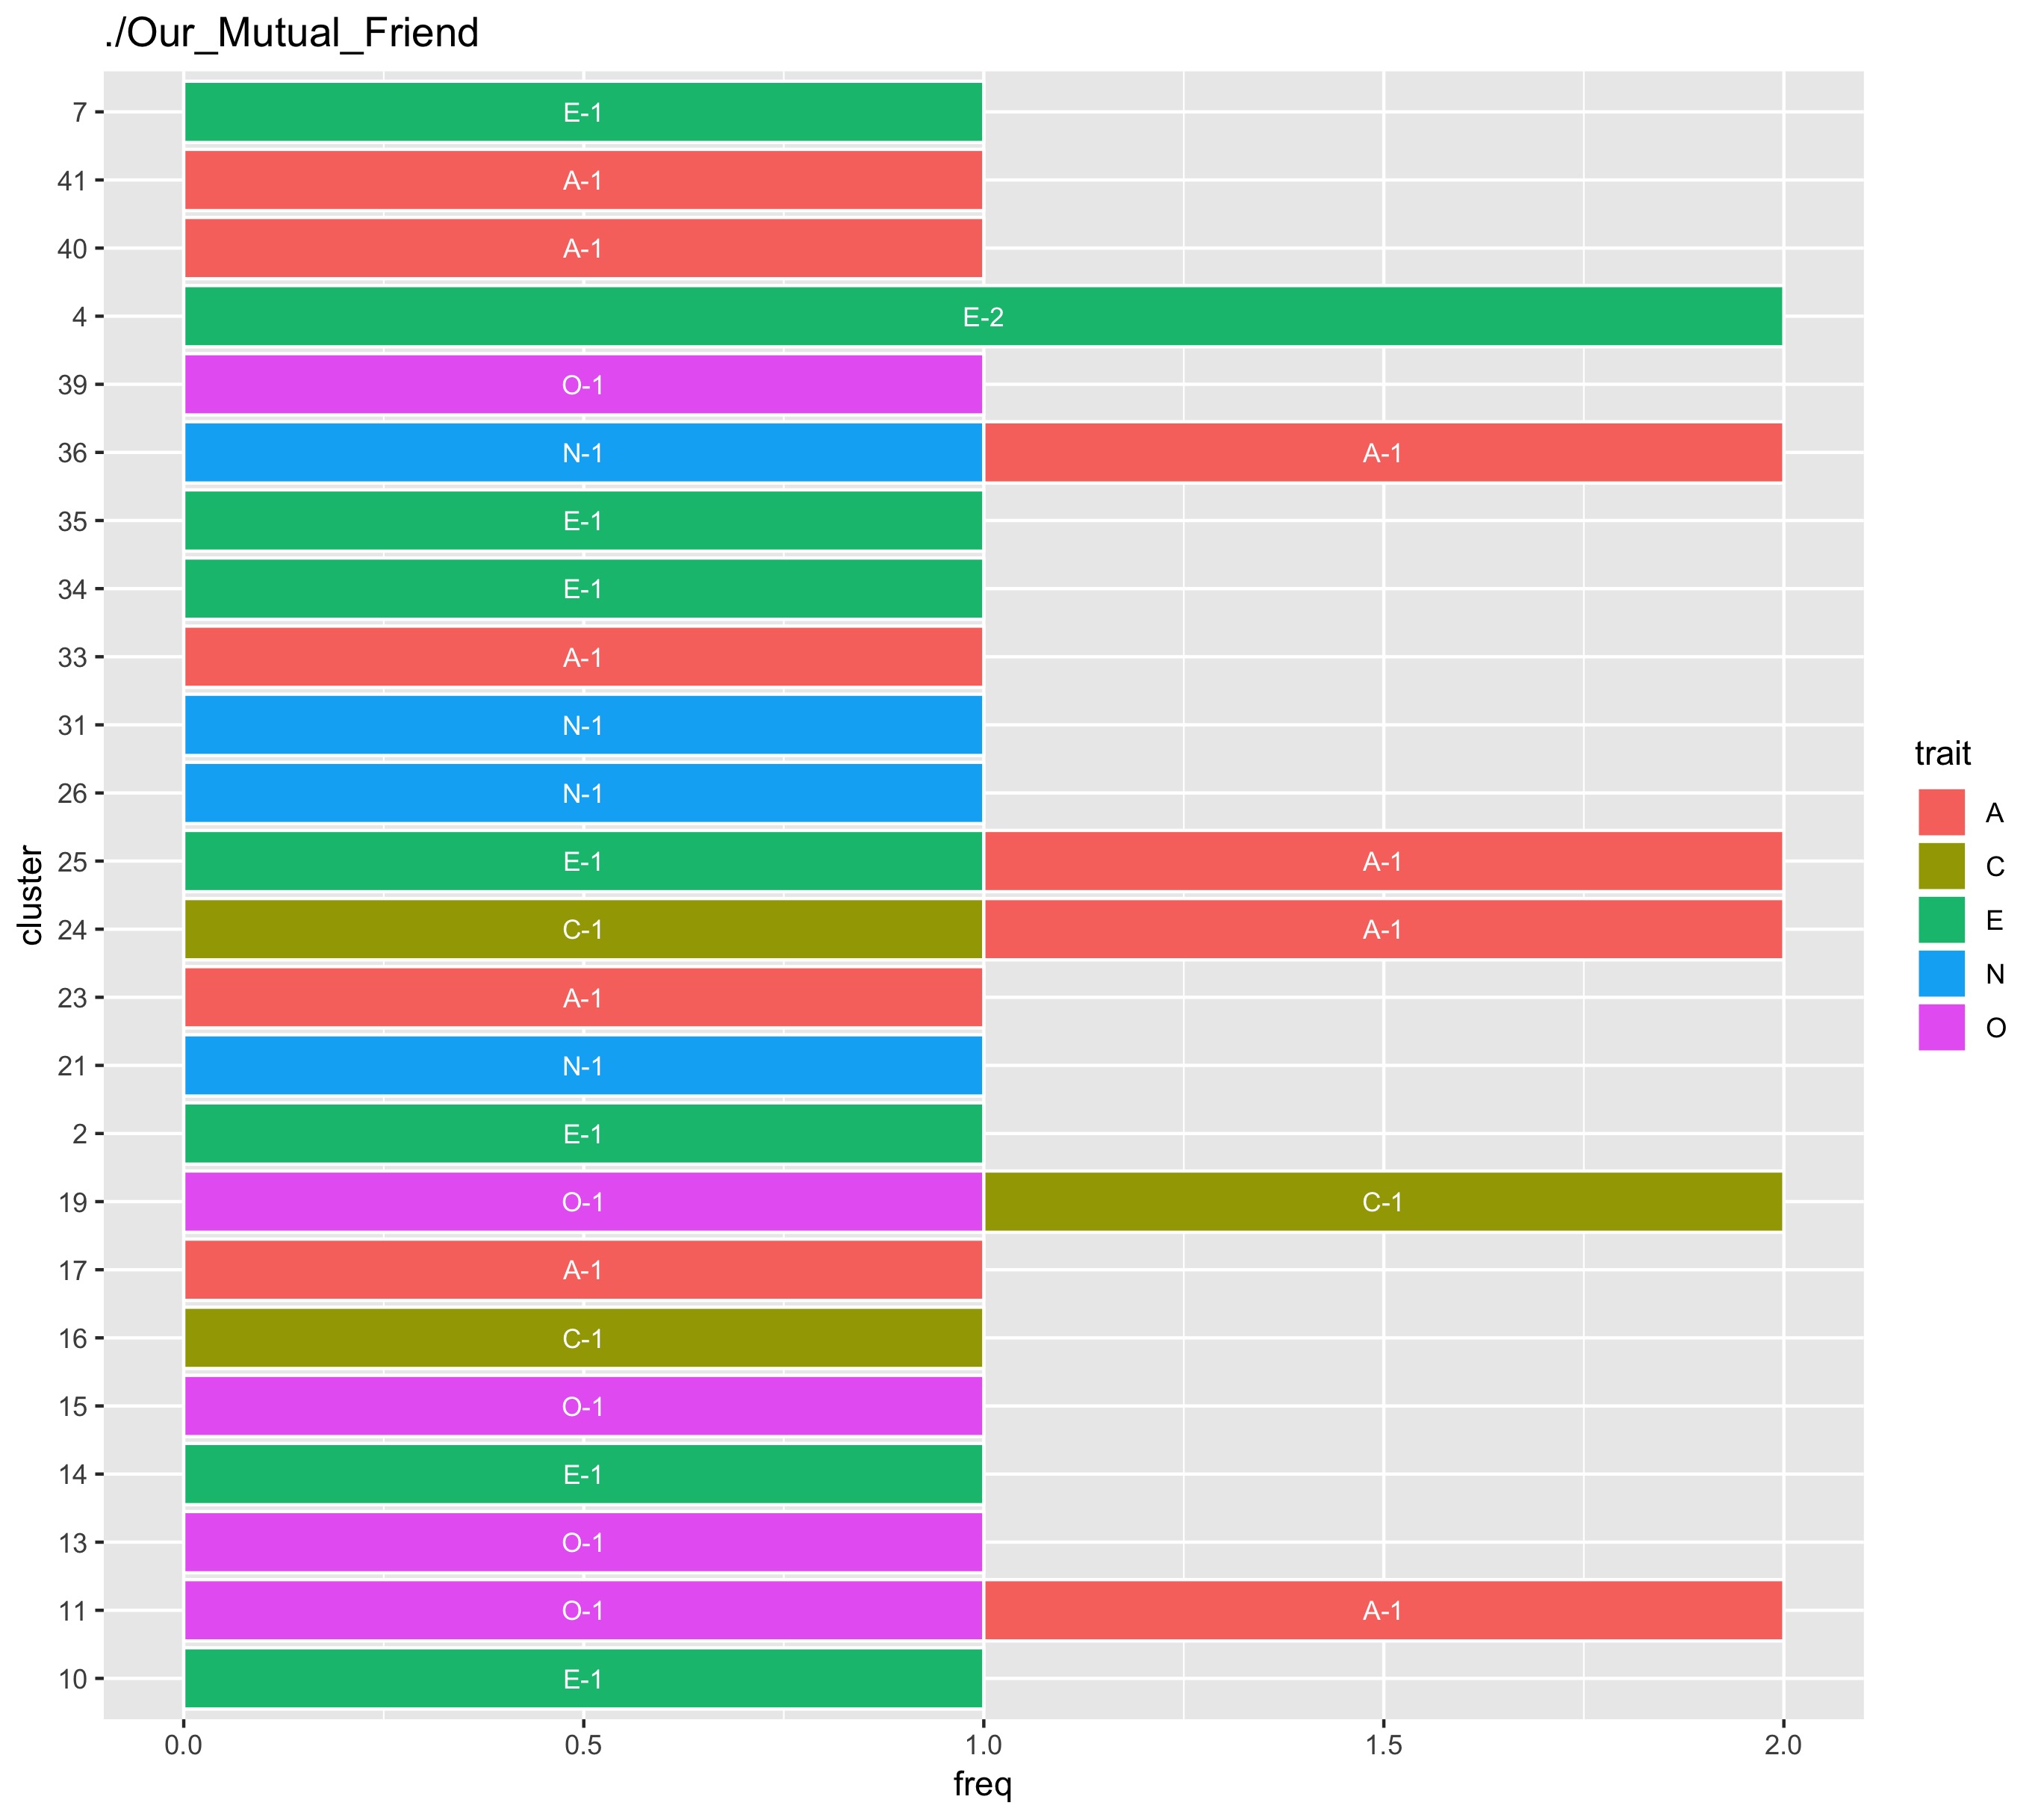 ./Our_Mutual_Friend
7 E-1
41 A-1
40 A-1
4 E-2
39 O-1
36 N-1 A-1
35 E-1
34 E-1
33 A-1
31 N-1
26 N-1
25 E-1 A-1
24 C-1 A-1
23 A-1
21 N-1
2 E-1
19 O-1 C-1
17 A-1
16 C-1
15 O-1
14 E-1
13 O-1
11 O-1 A-1
10 E-1
0.0 0.5 1.0 1.5 2.0
freq
cluster
trait
A
C
E
N
O